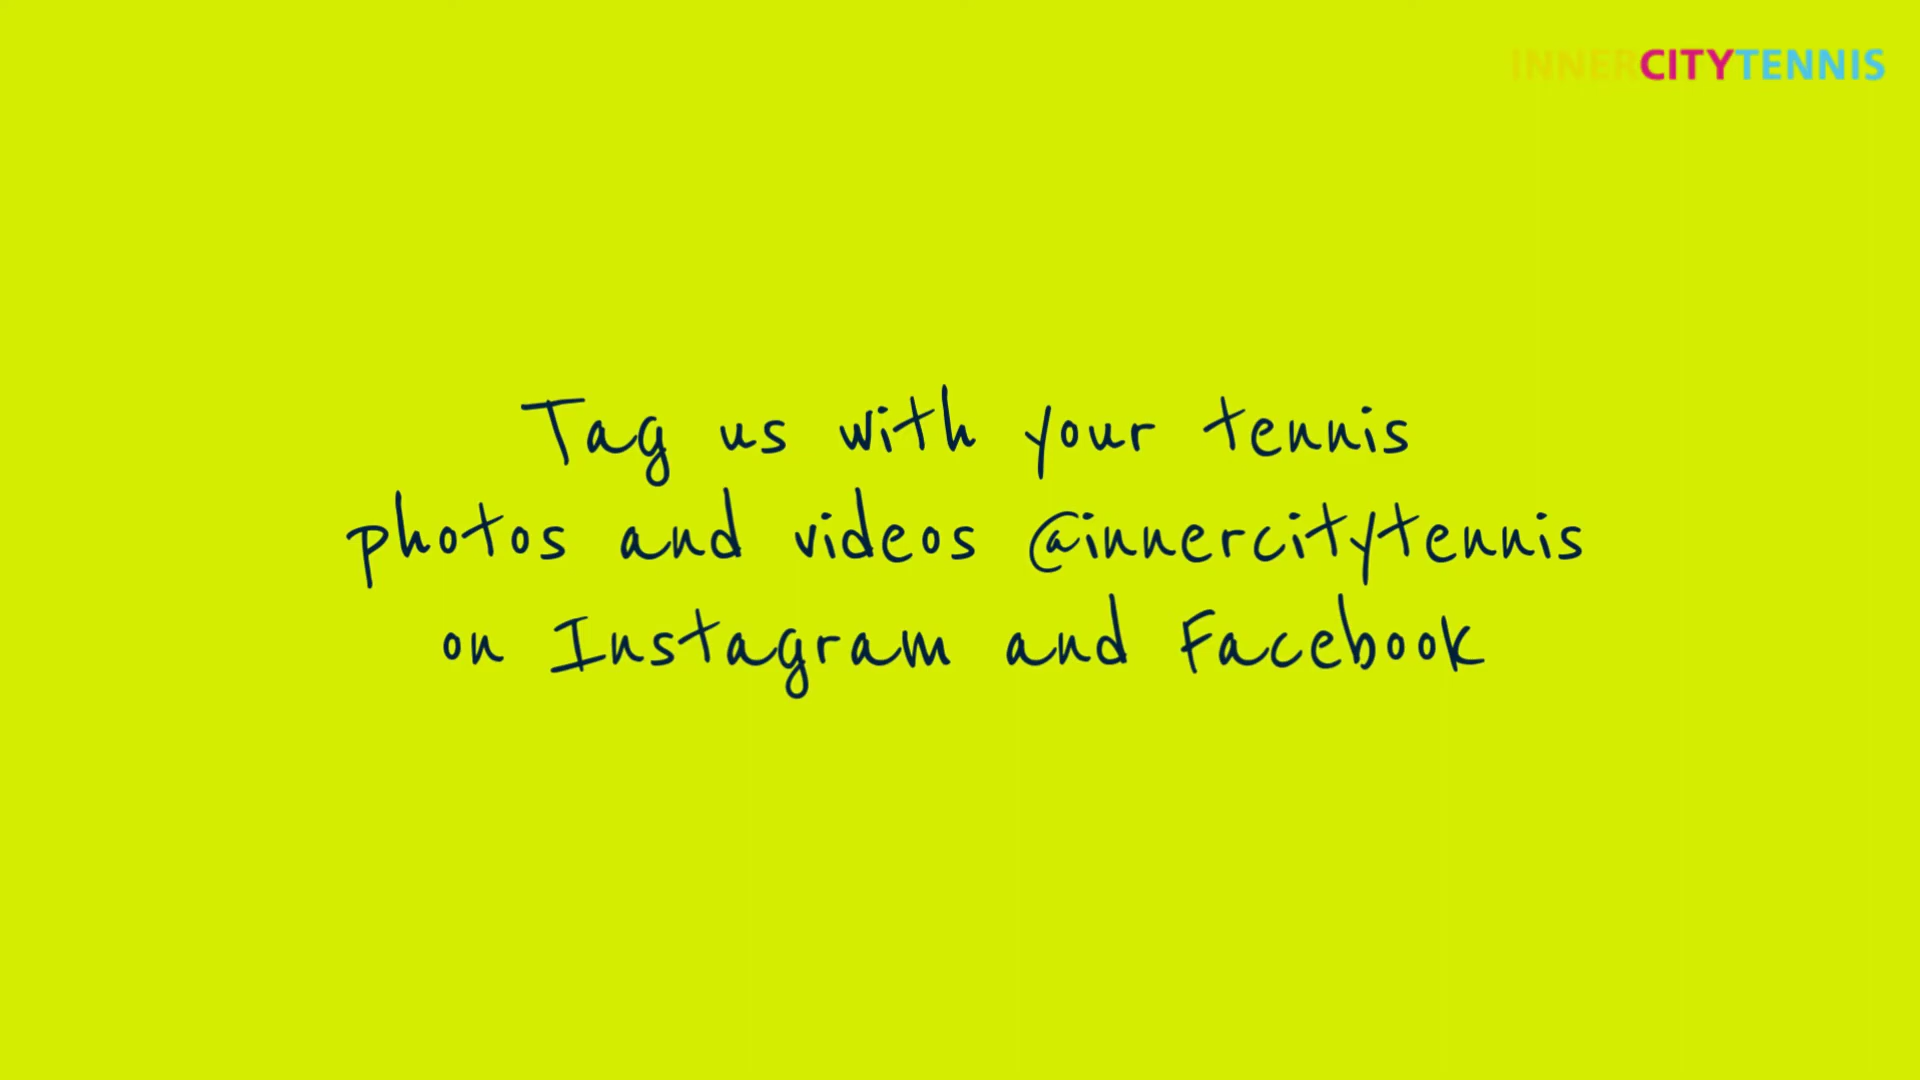 INNERCITYTENNIS
Tag us with your tennis
photos and videos @innercitytennis
on Instagram and Facebook